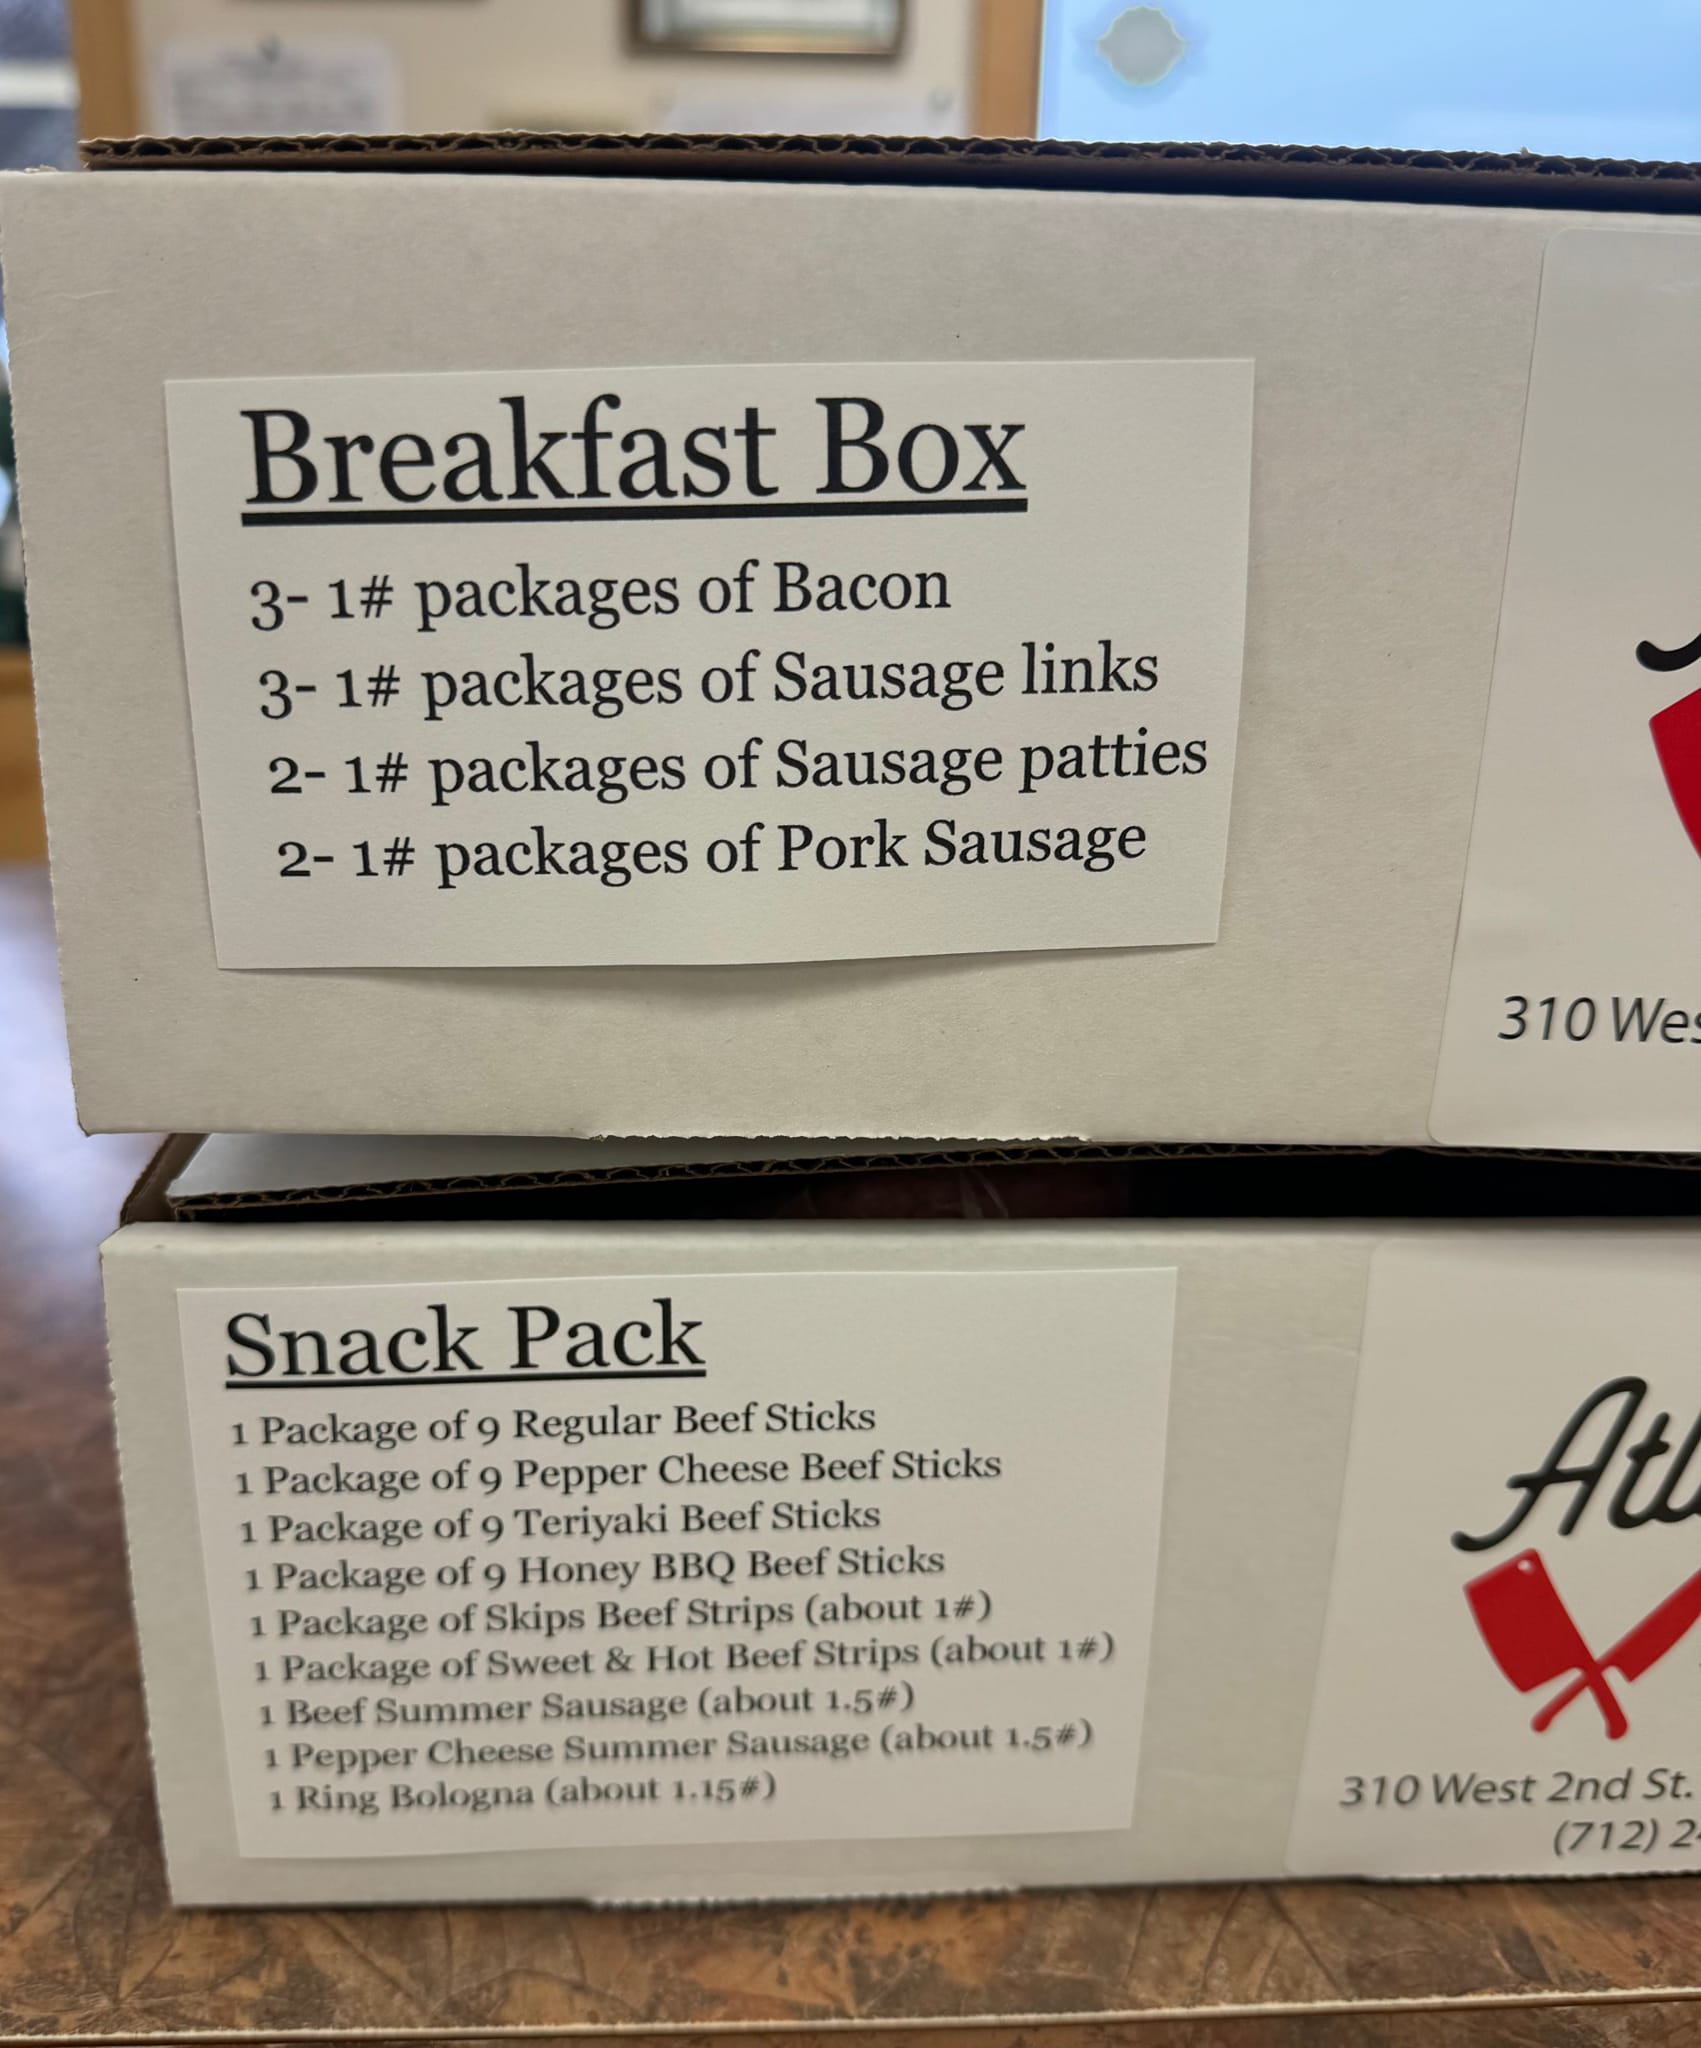 Breakfast Box
3- 1# packages of Bacon
3- 1# packages of Sausage links
2- 1# packages of Sausage patties
2- 1# packages of Pork Sausage
310 Wes
Snack Pack
1 Package of 9 Regular Beef Sticks
1 Package of 9 Pepper Cheese Beef Sticks
1 Package of 9 Teriyaki Beef Sticks
1 Package of 9 Honey BBQ Beef Sticks
1 Package of Skips Beef Strips (about 1#)
1 Package of Sweet & Hot Beef Strips (about 1#)
1 Beef Summer Sausage (about 1.5#)
1 Pepper Cheese Summer Sausage (about 1.5#)
1 Ring Bologna (about 1.15#)
Atl
310 West 2nd St.
(712) 2